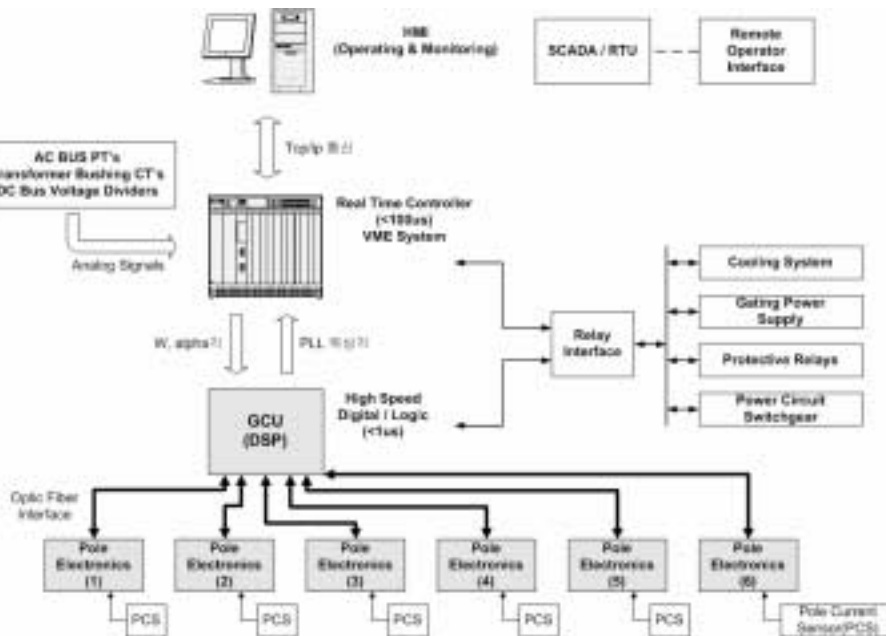 HMI
(Operating & Monitoring)
SCADA / RTU
Remote
Operator
Interface
Tcp/Ip 통신
AC BUS PT's
Transformer Bushing CT's
DC Bus Voltage Dividers
Analog Signals
Real Time Controller
(<100us)
VME System
Cooling System
Gating Power
Supply
Relay
Interface
Protective Relays
Power Circuit
Switchgear
W, alpha각
PLL
GCU
(DSP)
High Speed
Digital / Logic
(<1us)
Optic Fiber
Interface
Pole
Electronics
(1)
Pole
Electronics
(2)
Pole
Electronics
(3)
Pole
Electronics
(4)
Pole
Electronics
(5)
Pole
Electronics
(6)
PCS
PCS
PCS
PCS
PCS
Pole Current
Sensor(PCS)